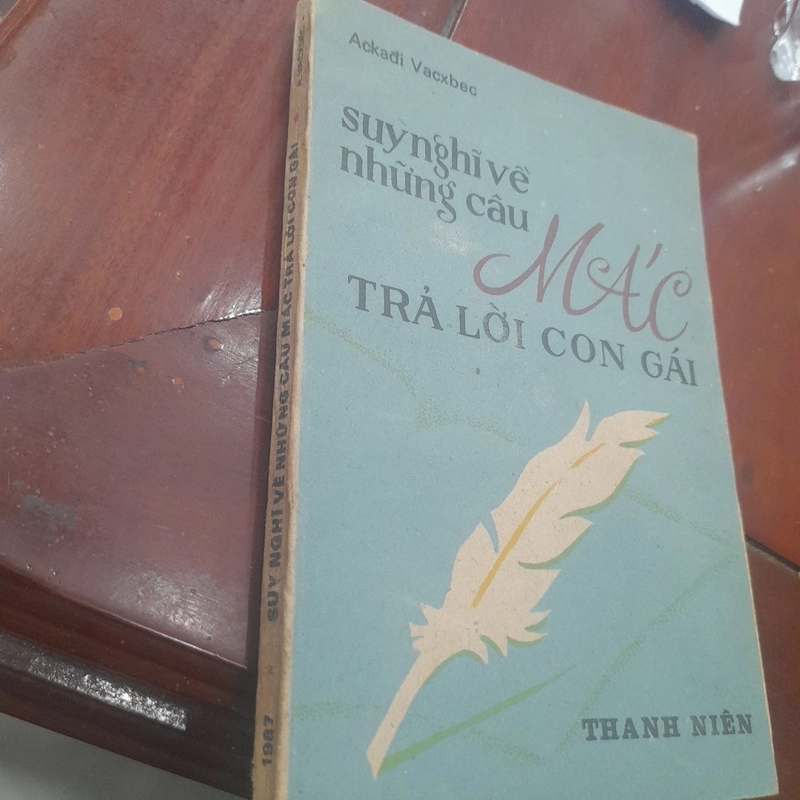 Ackađi Vacxbec
suy nghĩ về
những câu
MÁC
TRẢ LỜI CON GÁI
THANH NIÊN
1987 * SUY NGHĨ VỀ NHỮNG CÂU MÁC TRẢ LỜI CON GÁI *